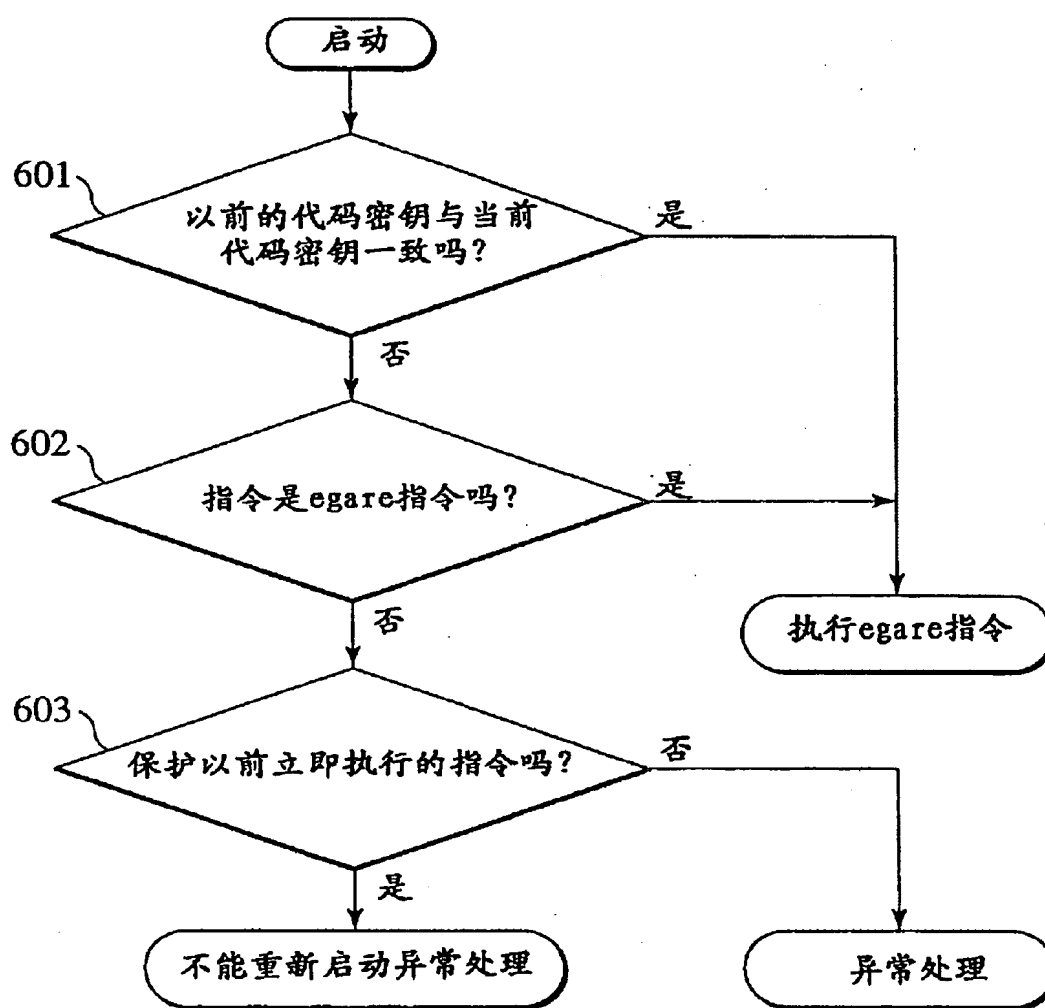 启动
601
以前的代码密钥与当前
代码密钥一致吗?
是
否
602
指令是egare指令吗?
是
否
执行egare指令
603
保护以前立即执行的指令吗?
否
是
不能重新启动异常处理
异常处理